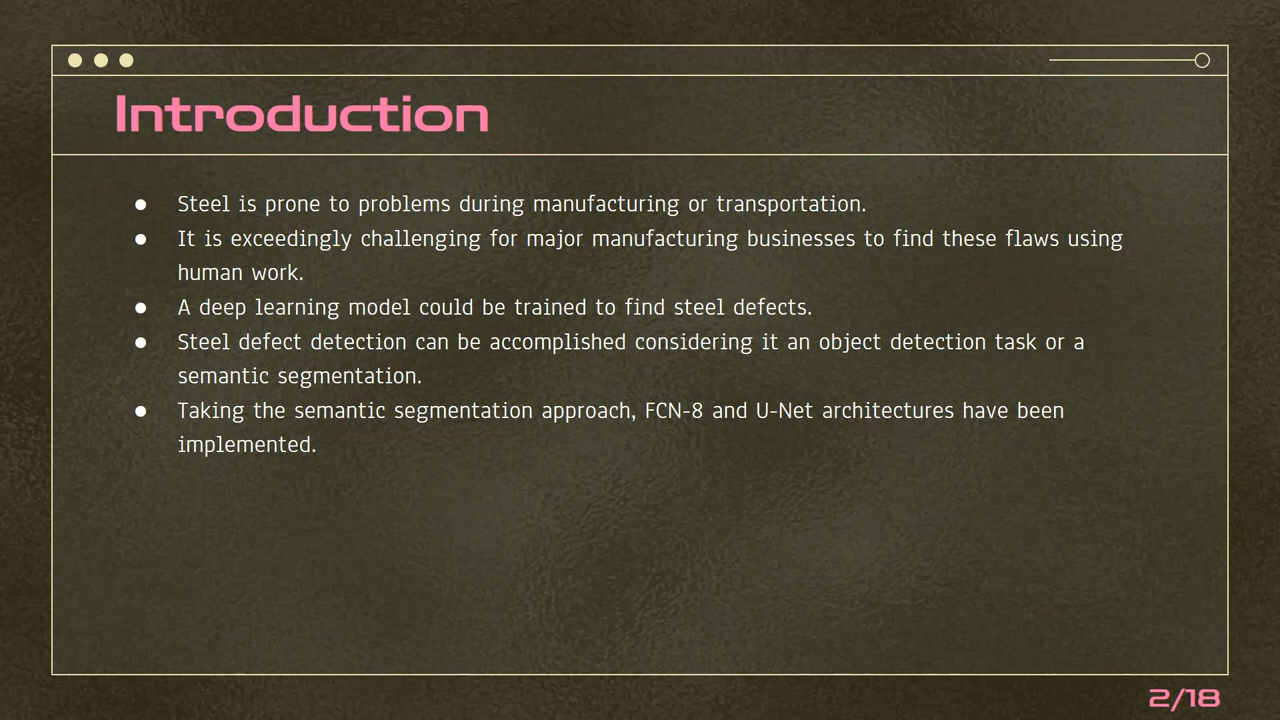 Introduction
● Steel is prone to problems during manufacturing or transportation.
● It is exceedingly challenging for major manufacturing businesses to find these flaws using
human work.
● A deep learning model could be trained to find steel defects.
● Steel defect detection can be accomplished considering it an object detection task or a
semantic segmentation.
● Taking the semantic segmentation approach, FCN-8 and U-Net architectures have been
implemented.
2/18